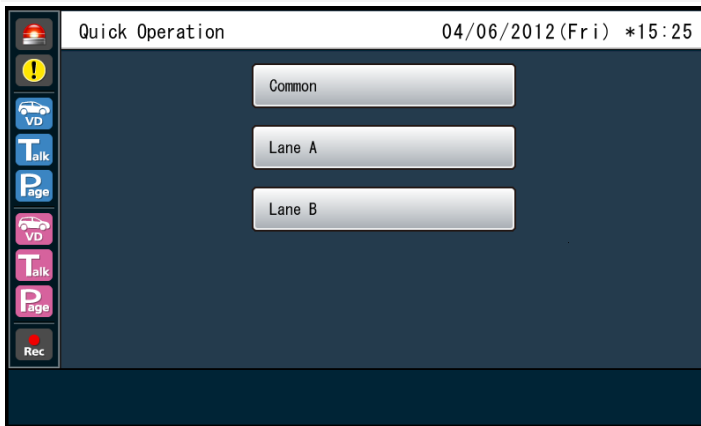 Quick Operation 04/06/2012(Fri) *15:25
!
VD
Talk
Page
VD
Talk
Page
Rec
Common
Lane A
Lane B